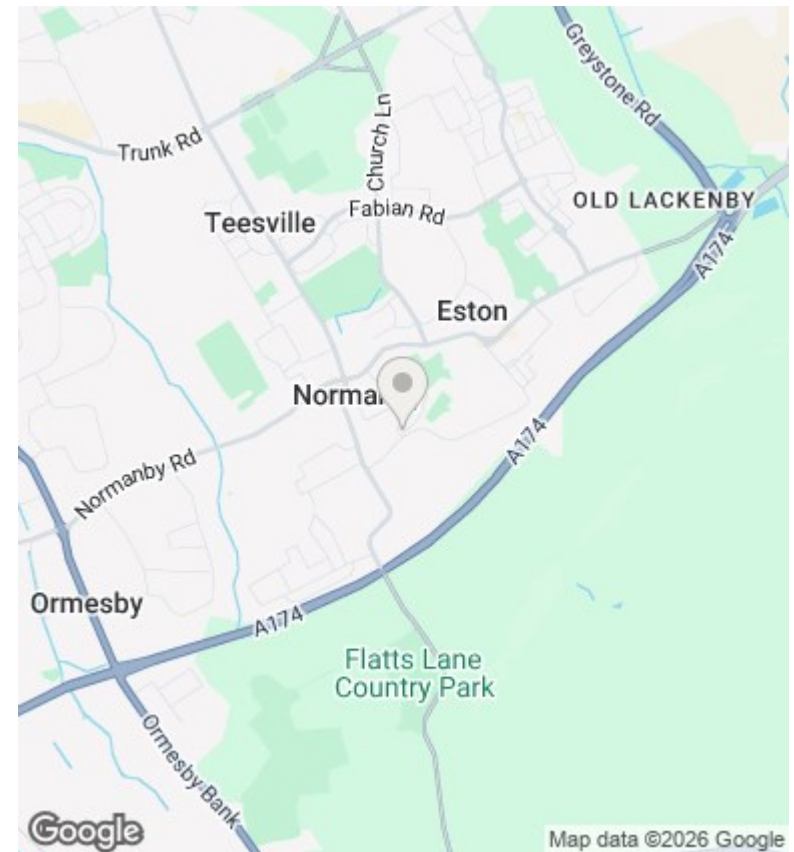 Greystone Rd
Church Ln
Trunk Rd
Teesville
Fabian Rd
OLD LACKENBY
A174
Eston
Norma
A174
Normanby Rd
Ormesby
A174
Flatts Lane
Country Park
Ormesby Bank
Google
Map data ©2026 Google